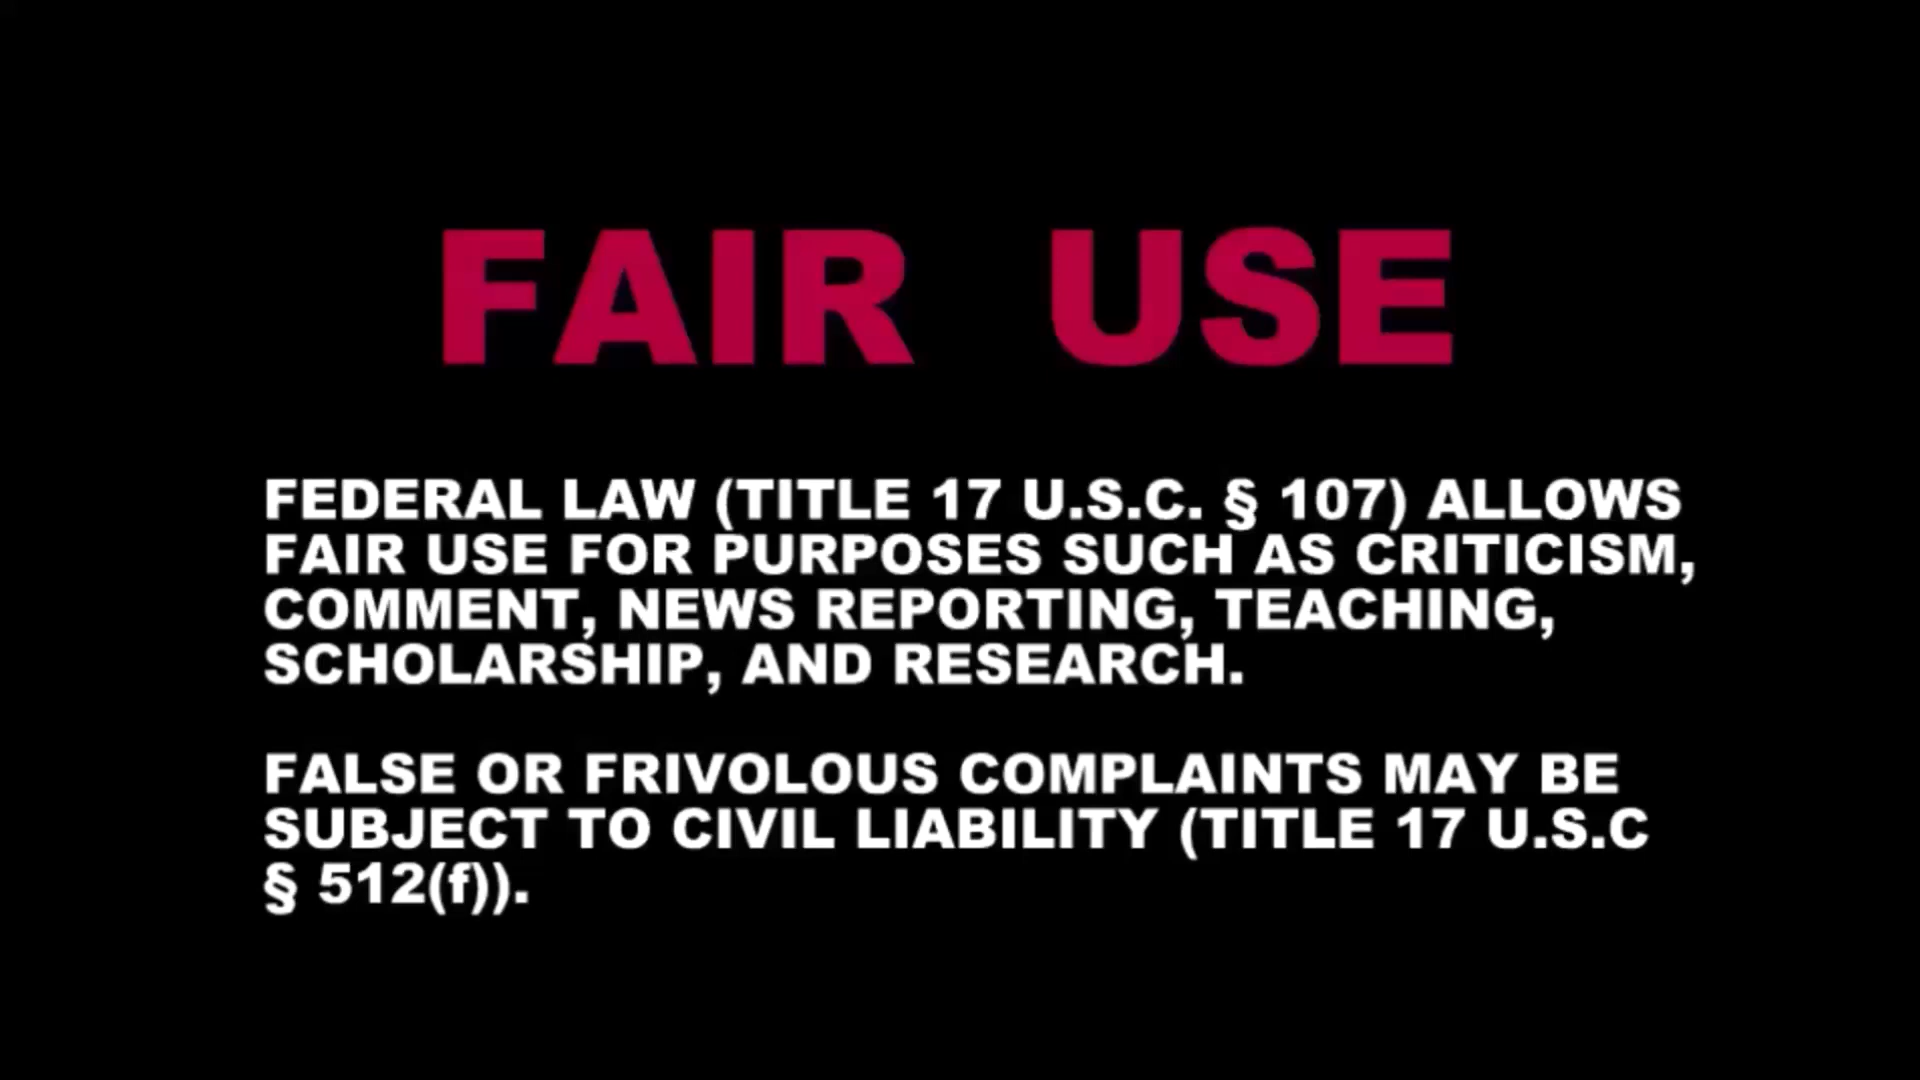 FAIR USE
FEDERAL LAW (TITLE 17 U.S.C. § 107) ALLOWS
FAIR USE FOR PURPOSES SUCH AS CRITICISM,
COMMENT, NEWS REPORTING, TEACHING,
SCHOLARSHIP, AND RESEARCH.
FALSE OR FRIVOLOUS COMPLAINTS MAY BE
SUBJECT TO CIVIL LIABILITY (TITLE 17 U.S.C
§ 512(f)).